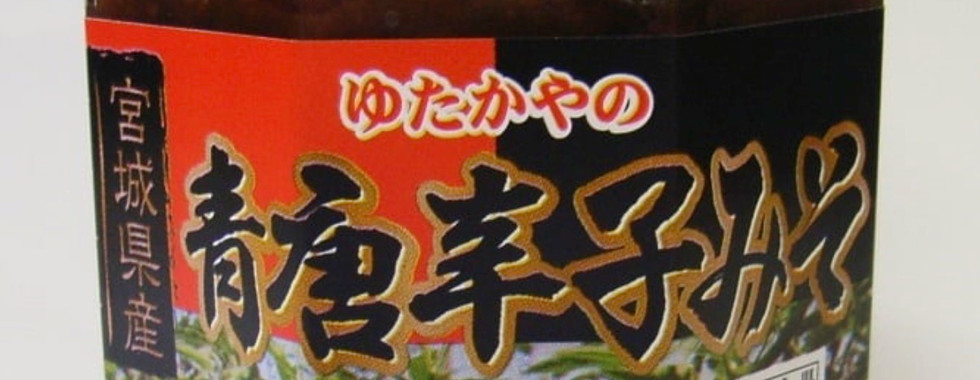 宮城県産
ゆたかやの
青唐辛子みそ